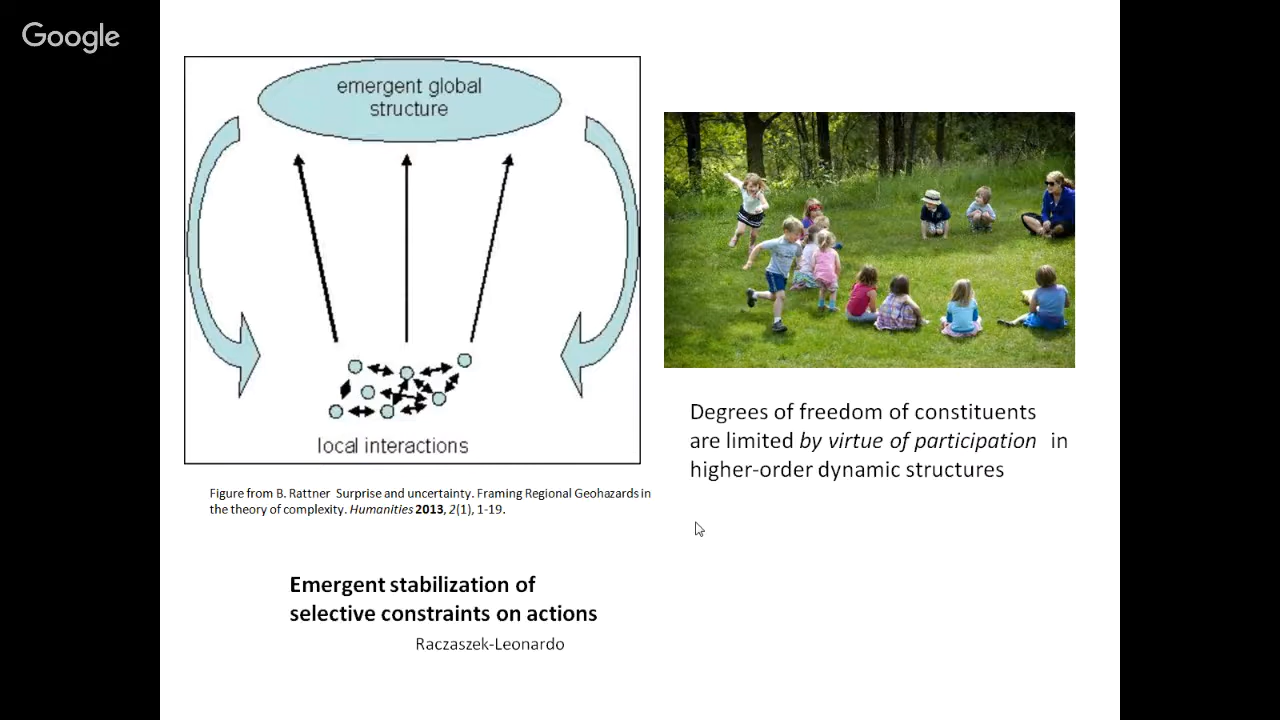 Google
emergent global
structure
local interactions
Figure from B. Rattner Surprise and uncertainty. Framing Regional Geohazards in
the theory of complexity. Humanities 2013, 2(1), 1-19.
Degrees of freedom of constituents
are limited by virtue of participation in
higher-order dynamic structures
Emergent stabilization of
selective constraints on actions
Raczaszek-Leonardo